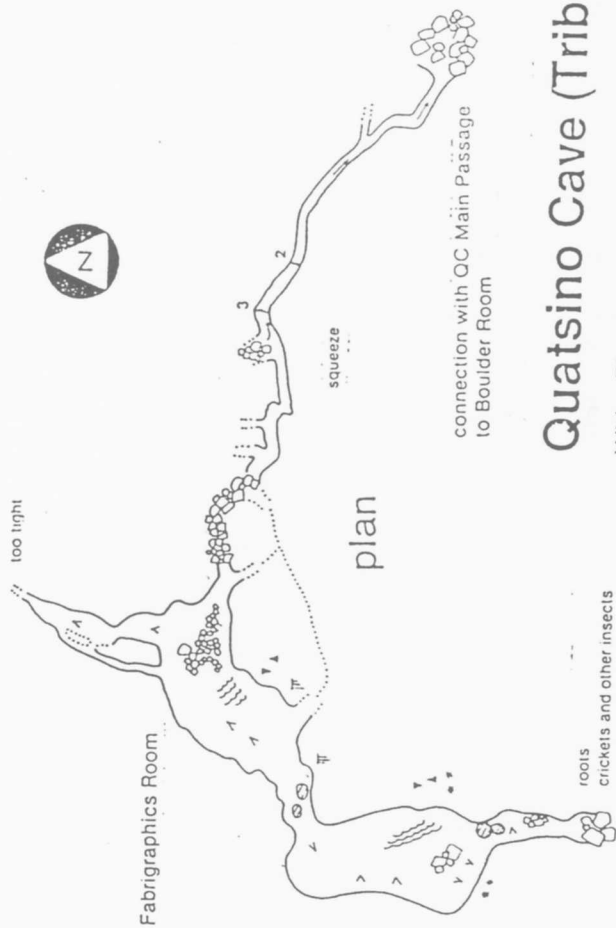 too tight
Fabrigraphics Room
Z
3
2
squeeze
plan
connection with QC Main Passage
to Boulder Room
Quatsino Cave (Trib
roots
crickets and other insects